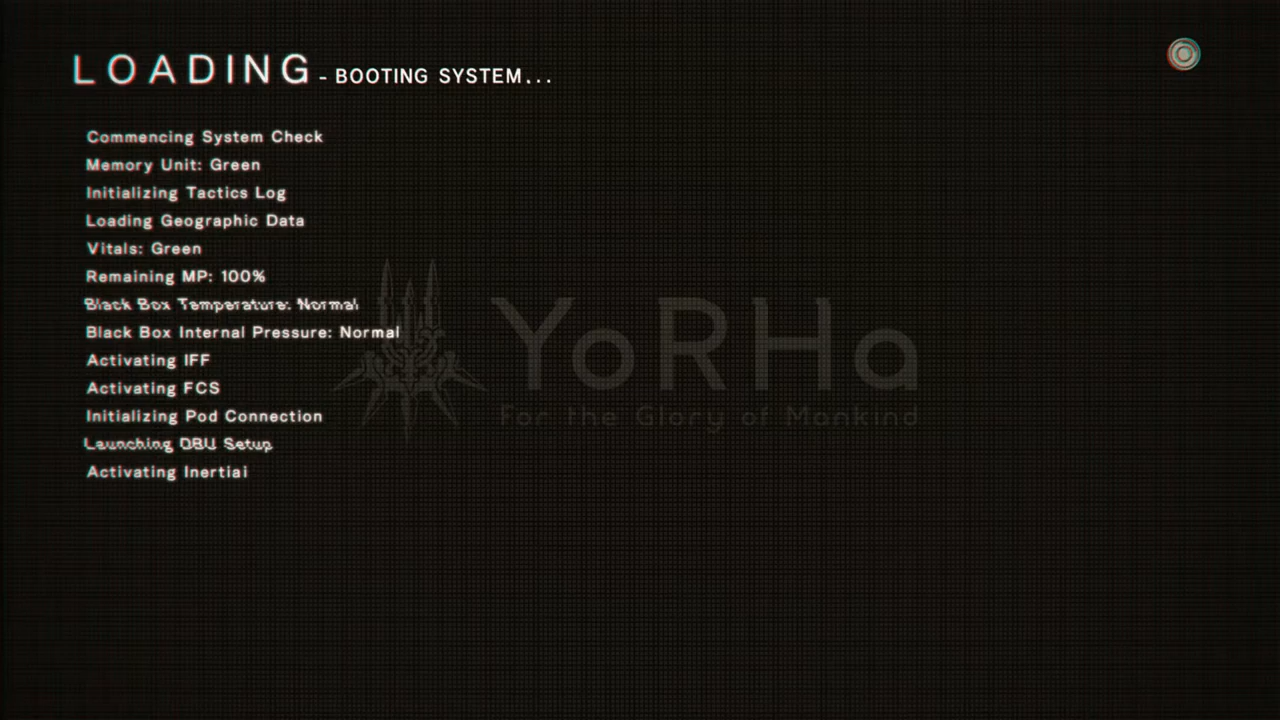 LOADING - BOOTING SYSTEM...
Commencing System Check
Memory Unit: Green
Initializing Tactics Log
Loading Geographic Data
Vitals: Green
Remaining MP: 100%
Black Box Temperature: Normal
Black Box Internal Pressure: Normal
Activating IFF
Activating FCS
Initializing Pod Connection
Launching DBU Setup
Activating Inertiai
YoRHa
For the Glory of Mankind